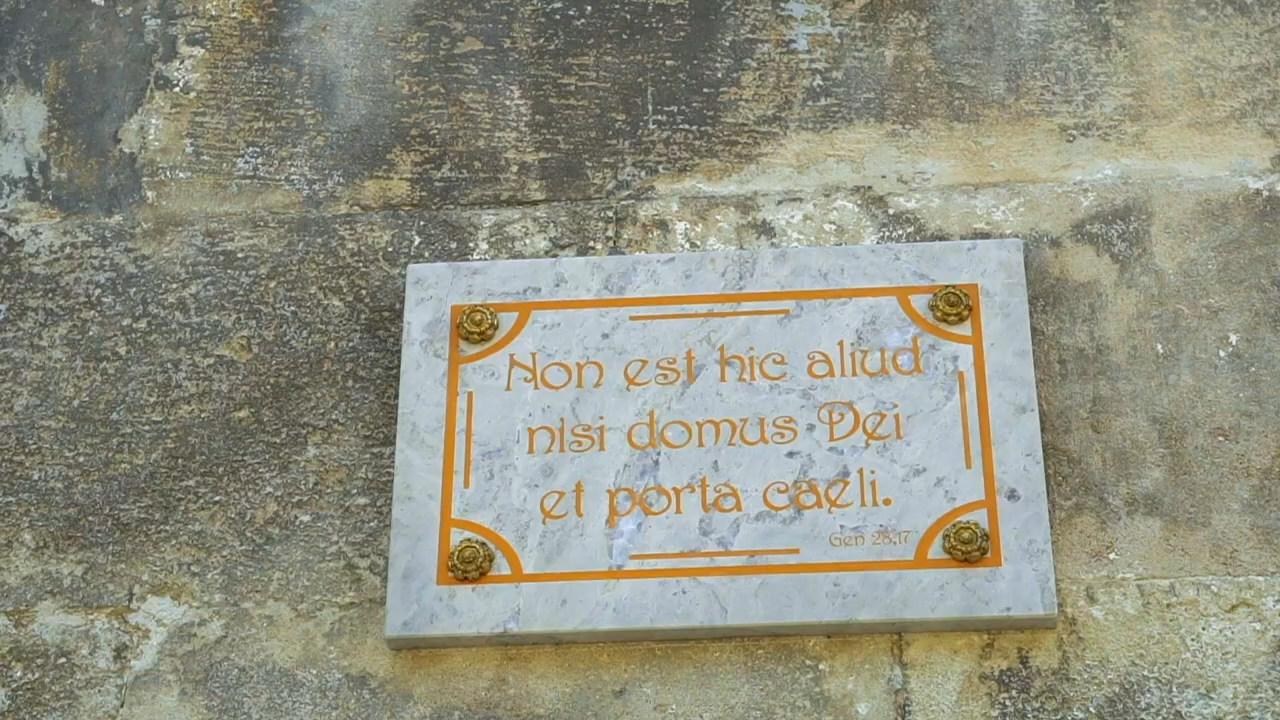 Non est hic aliud
nisi domus Dei
et porta caeli.
Gen 28,17